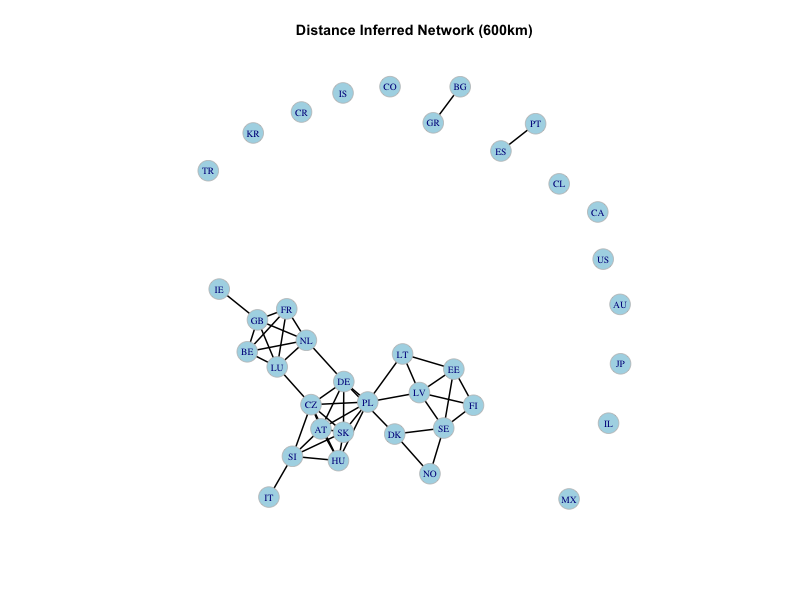 Distance Inferred Network (600km)
IS
CO
BG
CR
GR
PT
KR
ES
TR
CL
CA
US
IE
AU
FR
GB
NL
BE
LT
JP
LU
EE
DE
LV
CZ
PL
FI
IL
AT
SK
DK
SE
SI
HU
NO
IT
MX